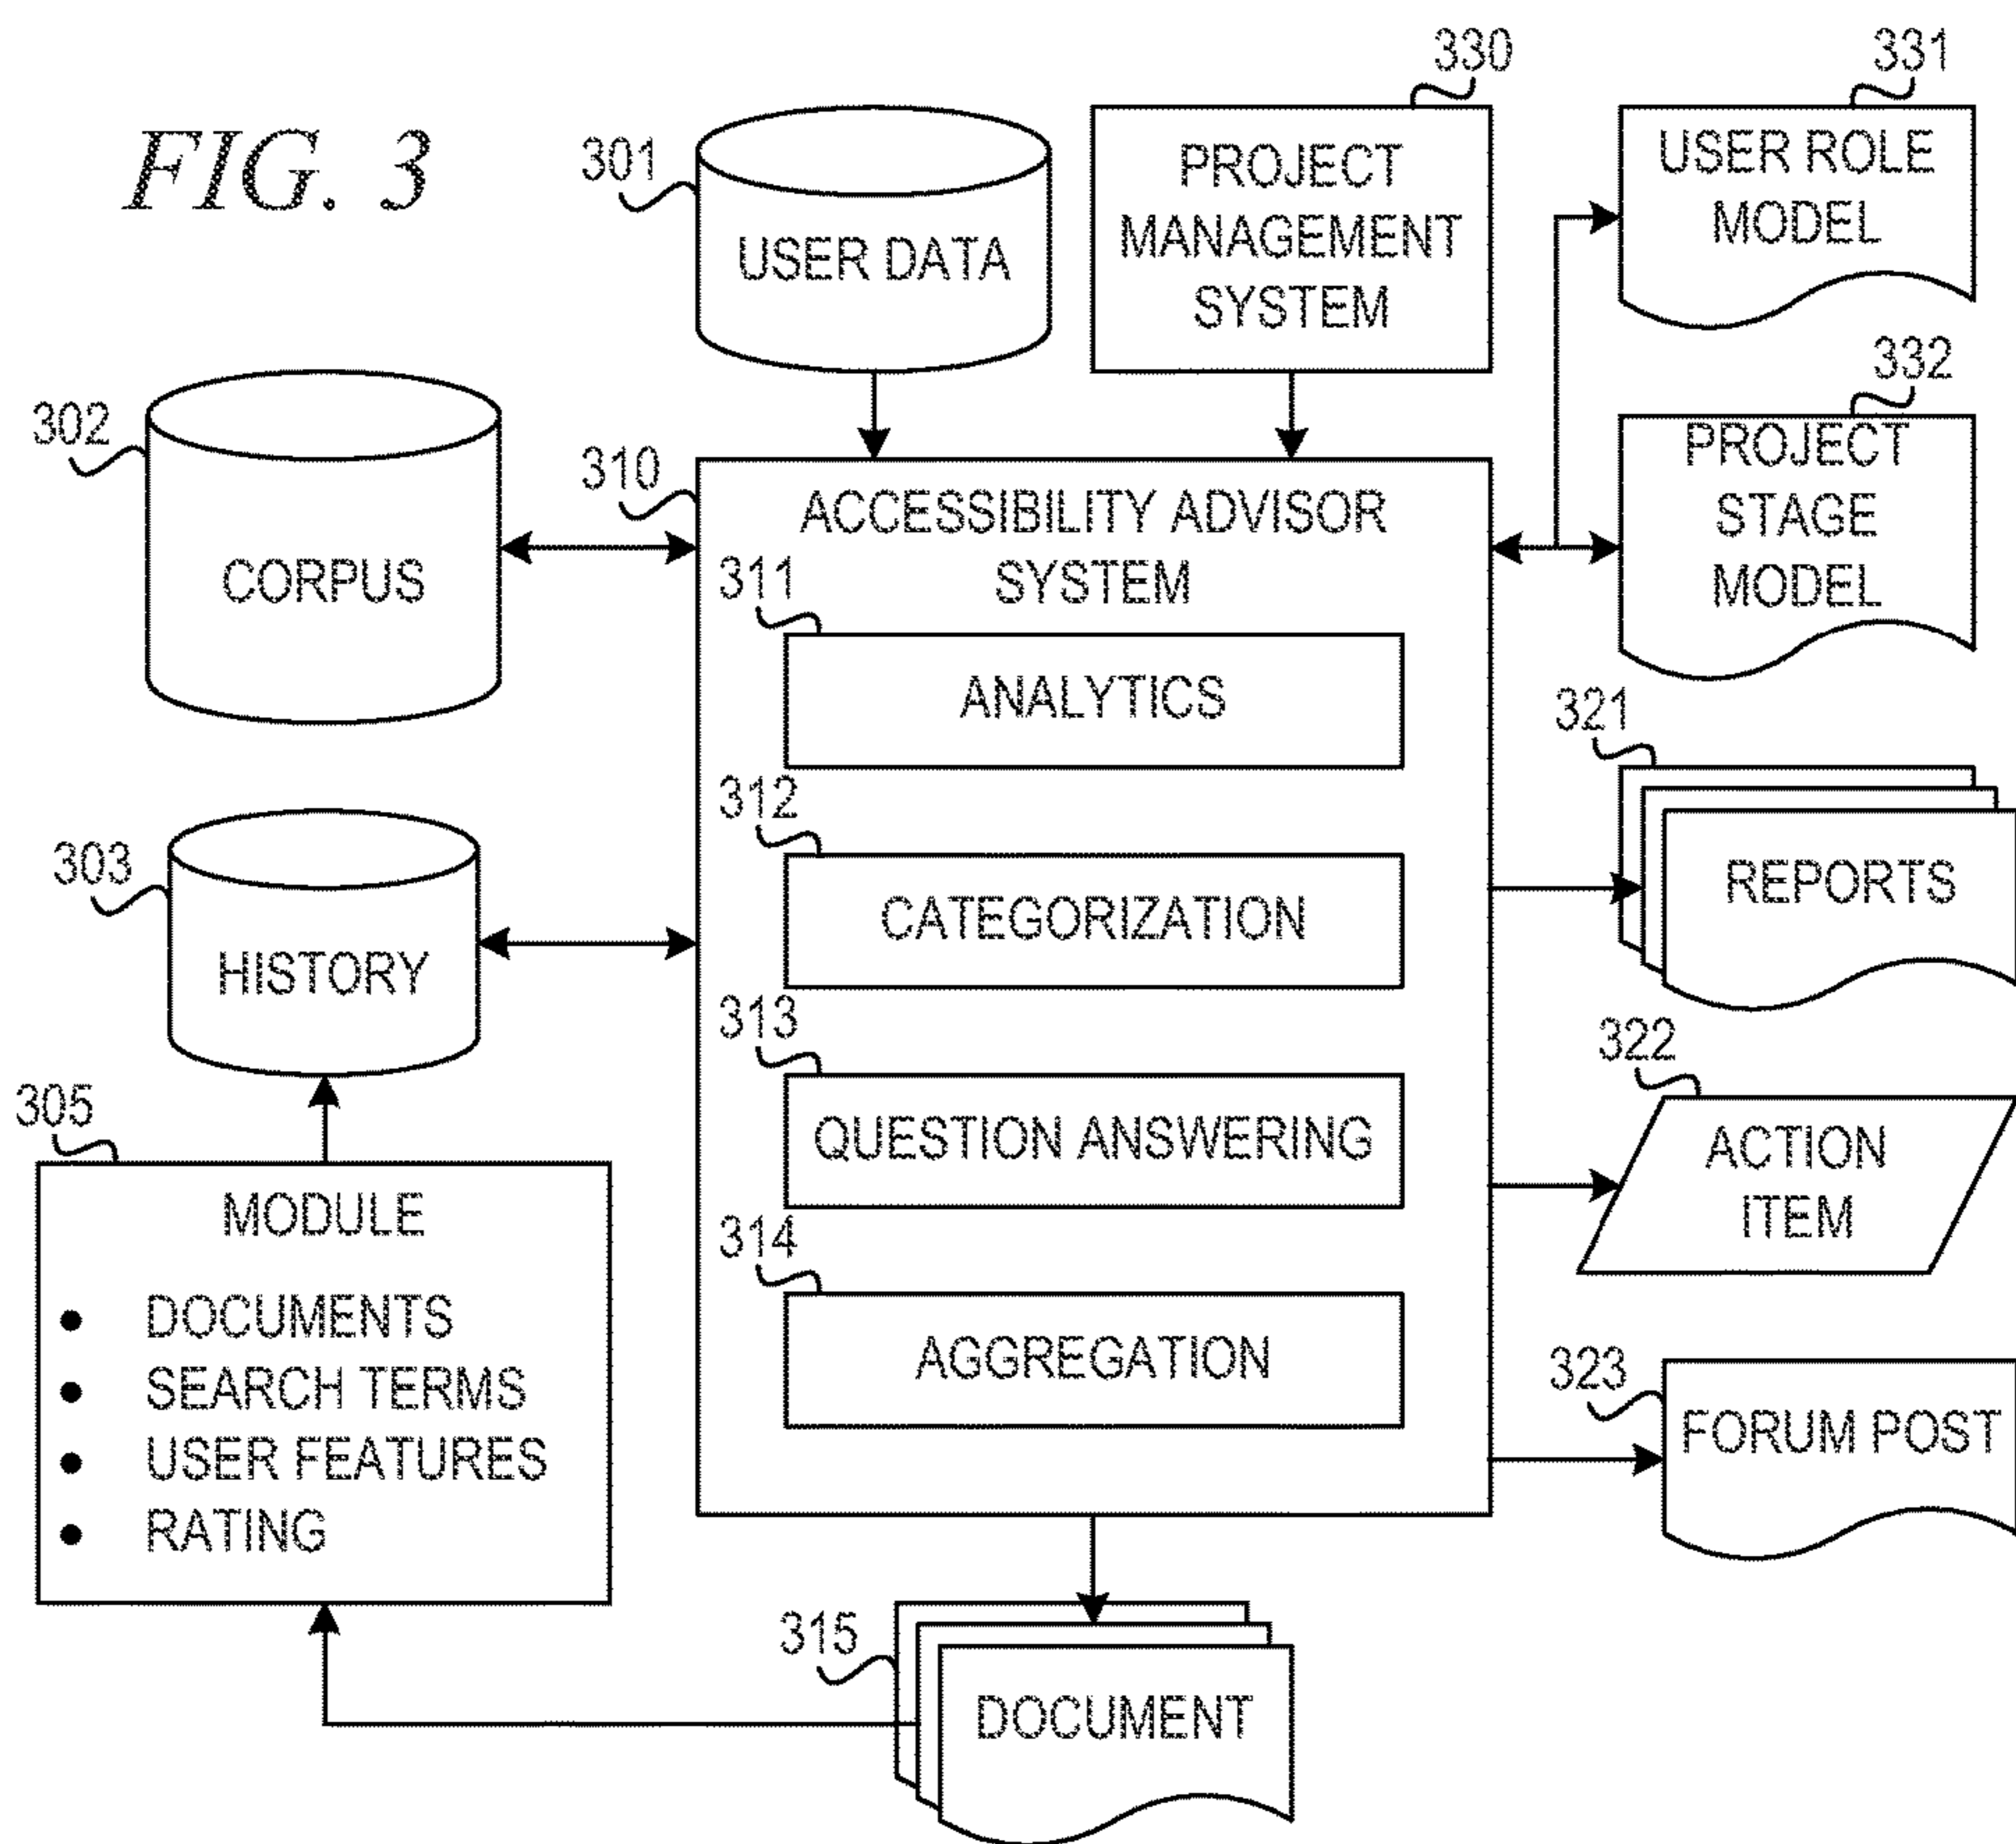 FIG. 3
301
USER DATA
330
PROJECT
MANAGEMENT
SYSTEM
331
USER ROLE
MODEL
332
PROJECT
STAGE
MODEL
302
CORPUS
310
ACCESSIBILITY ADVISOR
SYSTEM
311
ANALYTICS
312
CATEGORIZATION
313
QUESTION ANSWERING
314
AGGREGATION
321
REPORTS
303
HISTORY
322
ACTION
ITEM
305
MODULE
• DOCUMENTS
• SEARCH TERMS
• USER FEATURES
• RATING
323
FORUM POST
315
DOCUMENT